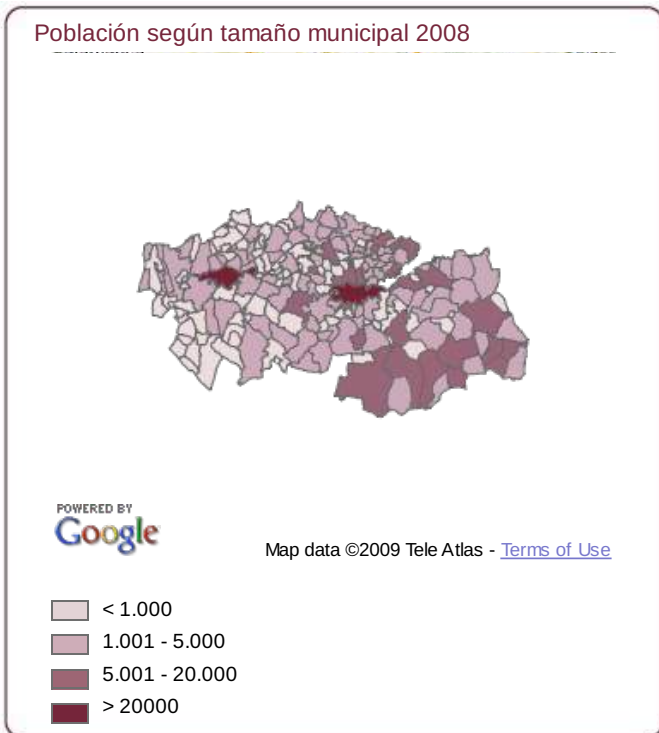 Población según tamaño municipal 2008
POWERED BY
Google
Map data ©2009 Tele Atlas - Terms of Use
< 1.000
1.001 - 5.000
5.001 - 20.000
> 20000